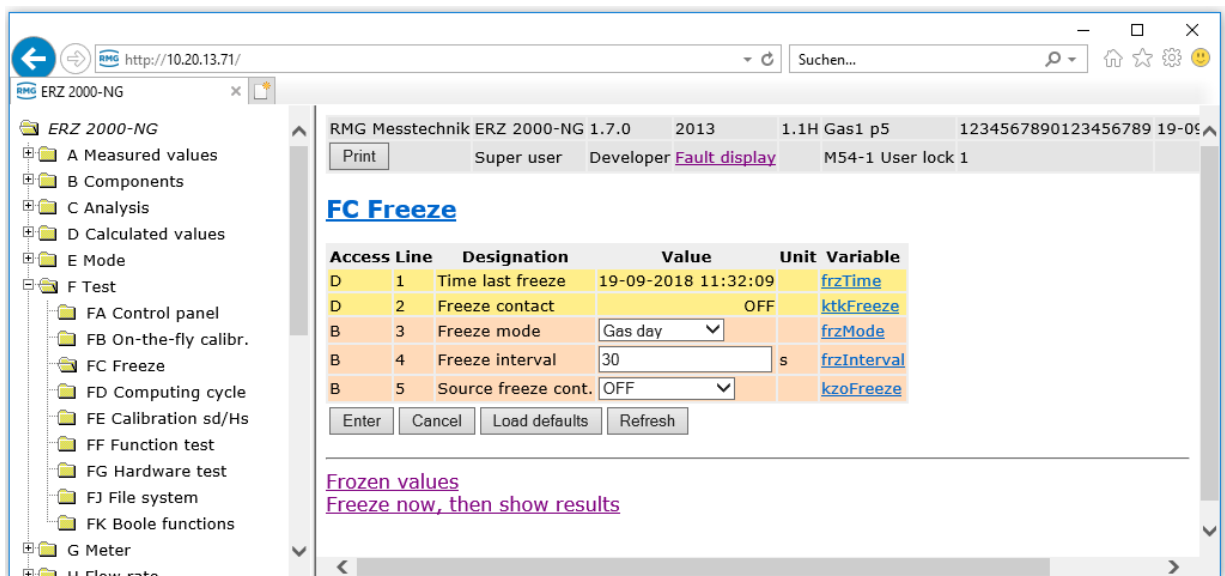 RMG http://10.20.13.71/ Suchen...
RMG ERZ 2000-NG
ERZ 2000-NG
A Measured values
B Components
C Analysis
D Calculated values
E Mode
F Test
FA Control panel
FB On-the-fly calibr.
FC Freeze
FD Computing cycle
FE Calibration sd/Hs
FF Function test
FG Hardware test
FJ File system
FK Boole functions
G Meter
RMG Messtechnik ERZ 2000-NG 1.7.0 2013 1.1H Gas1 p5 1234567890123456789 19-09
Print Super user Developer Fault display M54-1 User lock 1
FC Freeze
Access Line Designation Value Unit Variable
D 1 Time last freeze 19-09-2018 11:32:09 frzTime
D 2 Freeze contact OFF ktkFreeze
B 3 Freeze mode Gas day frzMode
B 4 Freeze interval 30 s frzInterval
B 5 Source freeze cont. OFF kzoFreeze
Enter Cancel Load defaults Refresh
Frozen values
Freeze now, then show results